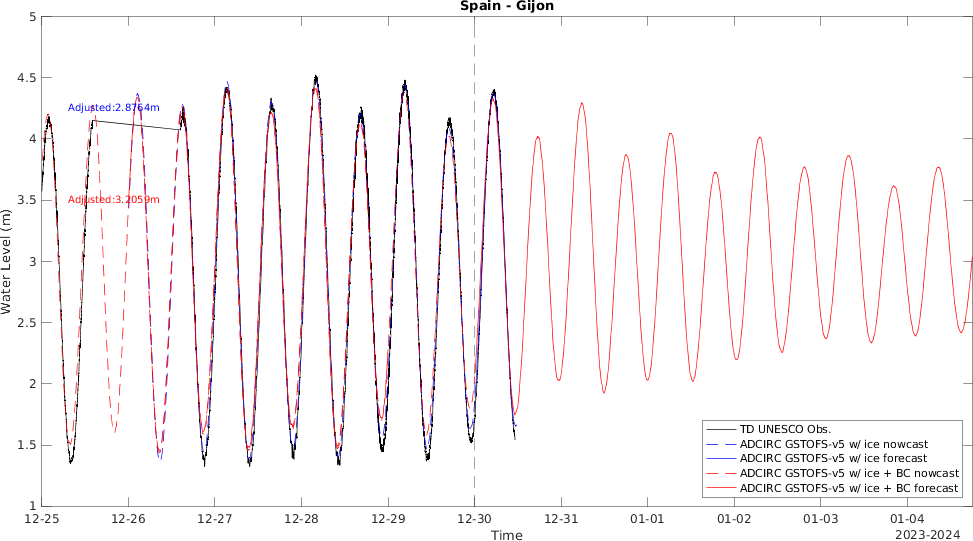 Spain - Gijon
5
4.5
4
3.5
3
2.5
2
1.5
1
Water Level (m)
Adjusted:2.8764m
Adjusted:3.2059m
TD UNESCO Obs.
ADCIRC GSTOFS-v5 w/ ice nowcast
ADCIRC GSTOFS-v5 w/ ice forecast
ADCIRC GSTOFS-v5 w/ ice + BC nowcast
ADCIRC GSTOFS-v5 w/ ice + BC forecast
12-25 12-26 12-27 12-28 12-29 12-30 12-31 01-01 01-02 01-03 01-04
Time
2023-2024